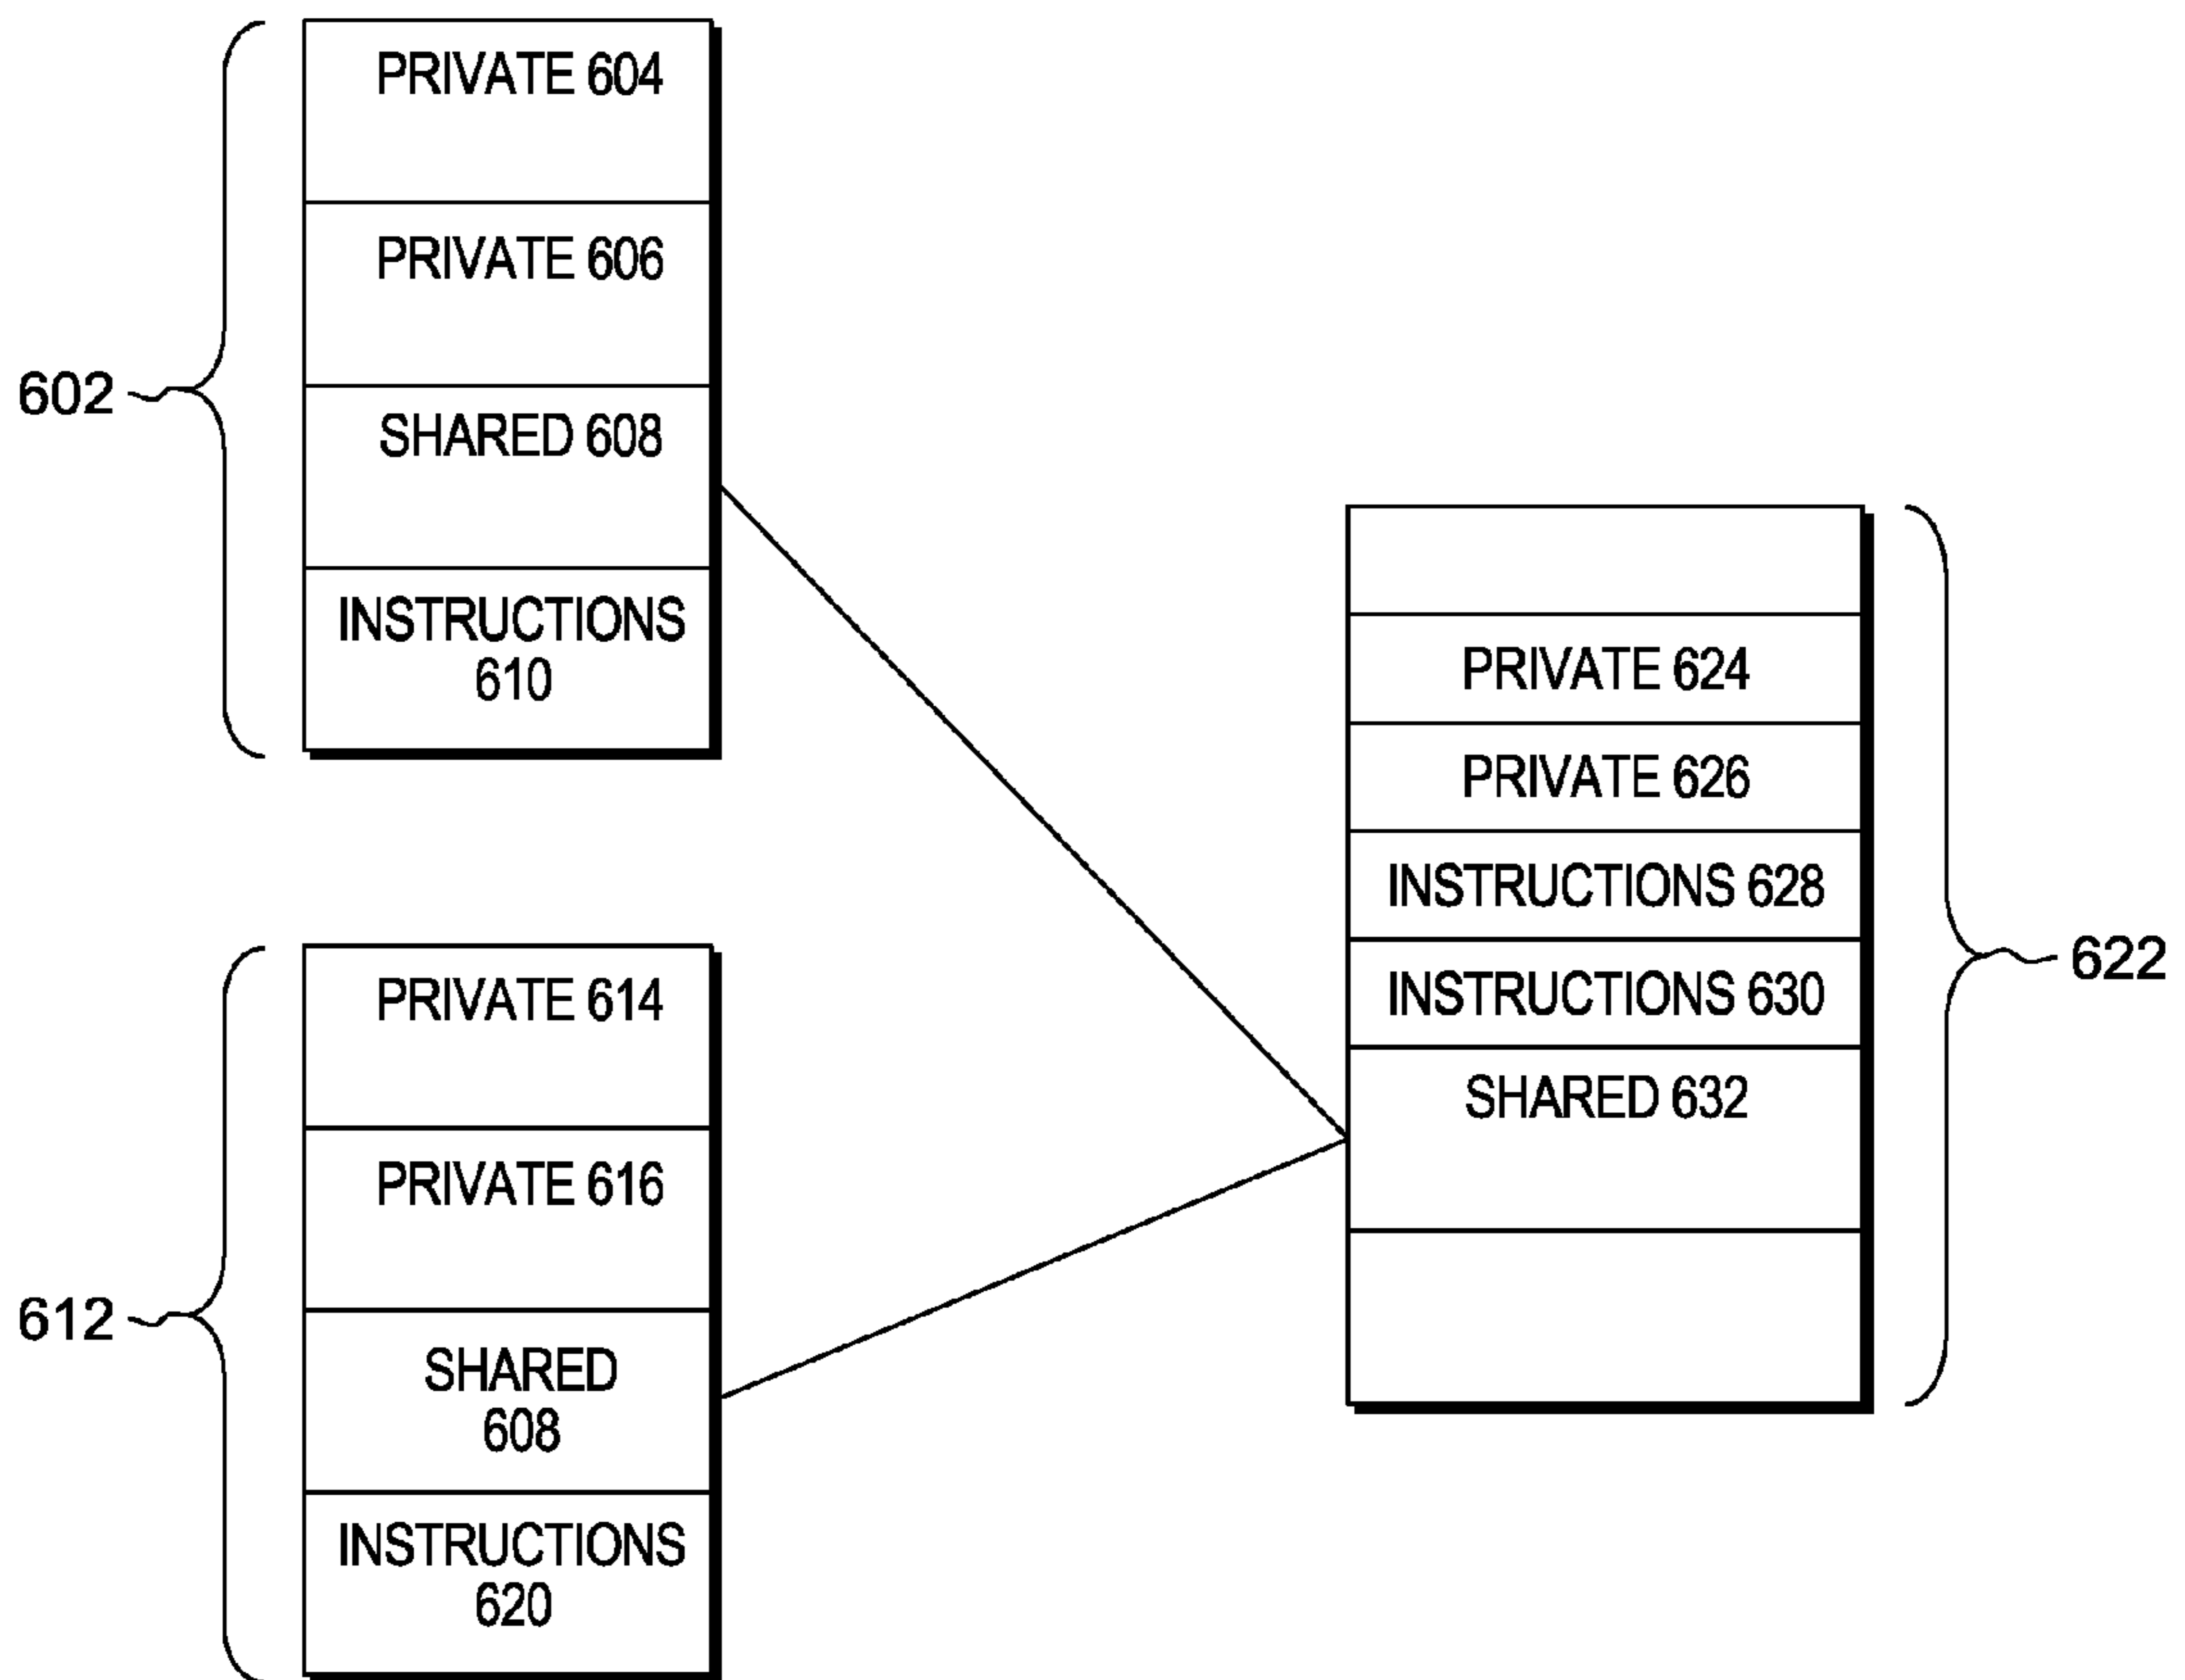 602
PRIVATE 604
PRIVATE 606
SHARED 608
INSTRUCTIONS
610
612
PRIVATE 614
PRIVATE 616
SHARED
608
INSTRUCTIONS
620
PRIVATE 624
PRIVATE 626
INSTRUCTIONS 628
INSTRUCTIONS 630
SHARED 632
622